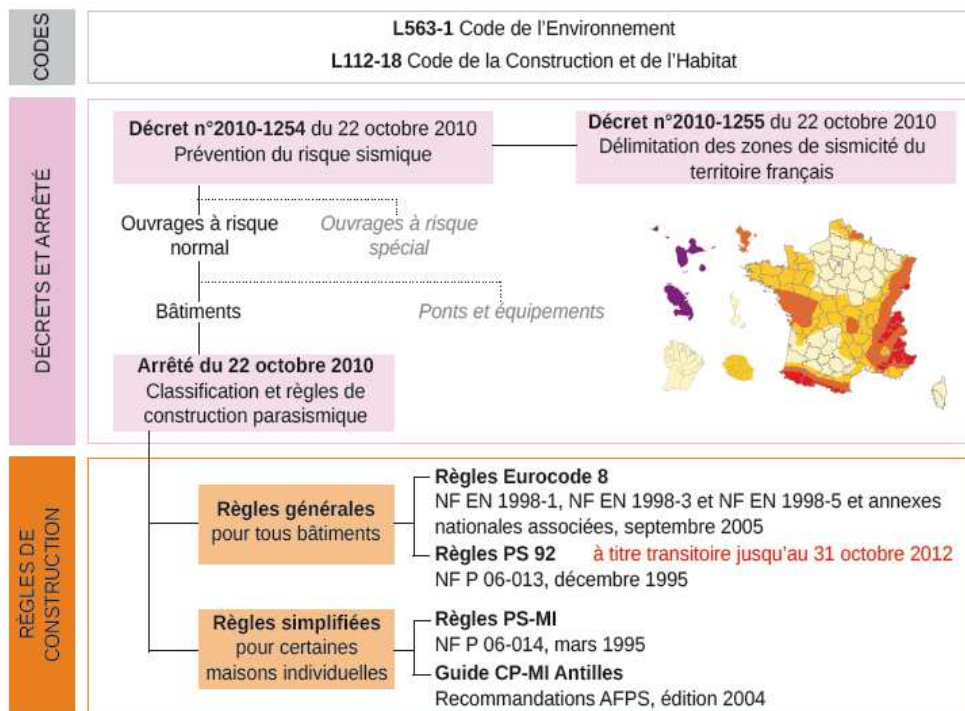 CODES
L563-1 Code de l'Environnement
L112-18 Code de la Construction et de l'Habitat
DÉCRETS ET ARRÊTÉ
Décret n°2010-1254 du 22 octobre 2010
Prévention du risque sismique
Décret n°2010-1255 du 22 octobre 2010
Délimitation des zones de sismicité du
territoire français
Ouvrages à risque
normal
Ouvrages à risque
spécial
Bâtiments
Ponts et équipements
Arrêté du 22 octobre 2010
Classification et règles de
construction parasismique
RÈGLES DE
CONSTRUCTION
Règles générales
pour tous bâtiments
Règles Eurocode 8
NF EN 1998-1, NF EN 1998-3 et NF EN 1998-5 et annexes
nationales associées, septembre 2005
Règles PS 92 à titre transitoire jusqu'au 31 octobre 2012
NF P 06-013, décembre 1995
Règles simplifiées
pour certaines
maisons individuelles
Règles PS-MI
NF P 06-014, mars 1995
Guide CP-MI Antilles
Recommandations AFPS, édition 2004